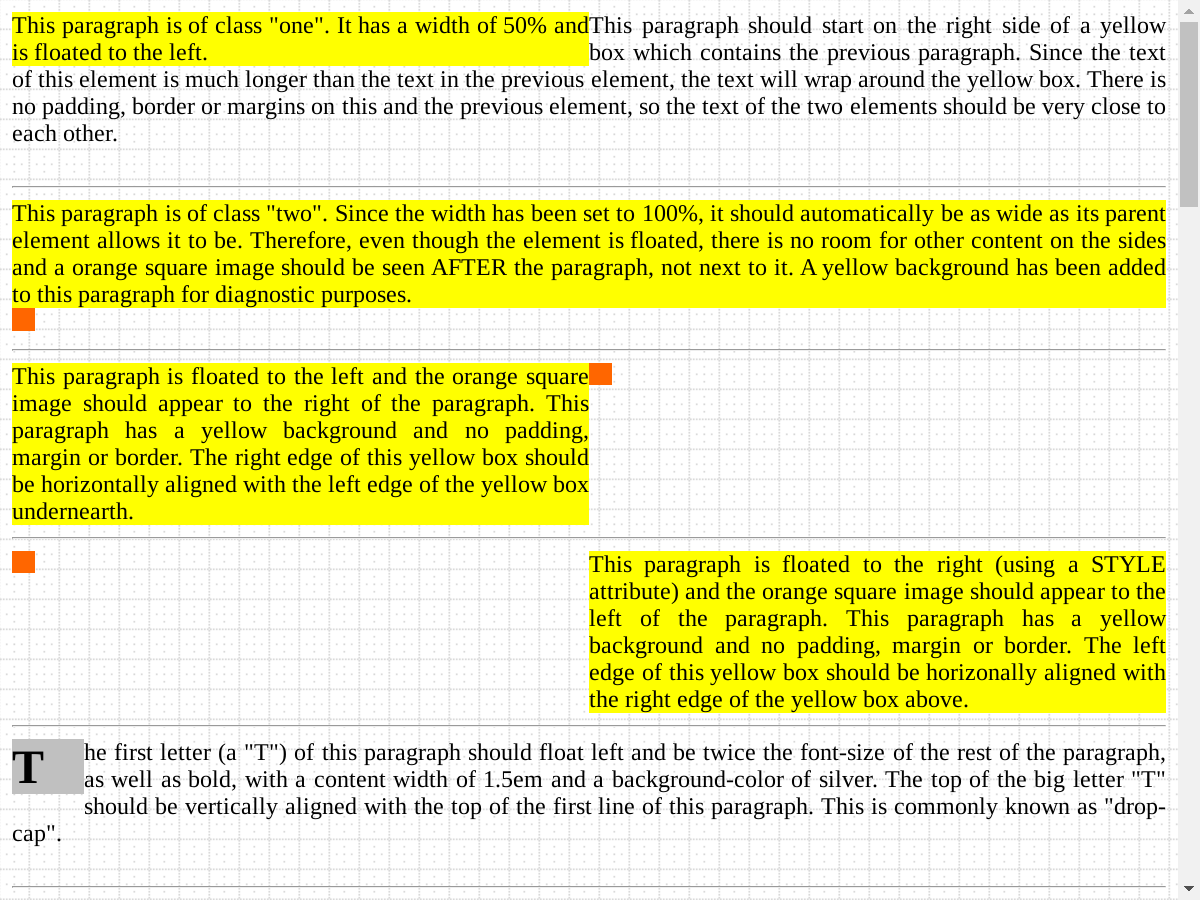 This paragraph is of class "one". It has a width of 50% and
is floated to the left.
This paragraph should start on the right side of a yellow
box which contains the previous paragraph. Since the text
of this element is much longer than the text in the previous element, the text will wrap around the yellow box. There is
no padding, border or margins on this and the previous element, so the text of the two elements should be very close to
each other.
This paragraph is of class "two". Since the width has been set to 100%, it should automatically be as wide as its parent
element allows it to be. Therefore, even though the element is floated, there is no room for other content on the sides
and a orange square image should be seen AFTER the paragraph, not next to it. A yellow background has been added
to this paragraph for diagnostic purposes.
This paragraph is floated to the left and the orange square
image should appear to the right of the paragraph. This
paragraph has a yellow background and no padding,
margin or border. The right edge of this yellow box should
be horizontally aligned with the left edge of the yellow box
undernearth.
This paragraph is floated to the right (using a STYLE
attribute) and the orange square image should appear to the
left of the paragraph. This paragraph has a yellow
background and no padding, margin or border. The left
edge of this yellow box should be horizonally aligned with
the right edge of the yellow box above.
The first letter (a "T") of this paragraph should float left and be twice the font-size of the rest of the paragraph,
as well as bold, with a content width of 1.5em and a background-color of silver. The top of the big letter "T"
should be vertically aligned with the top of the first line of this paragraph. This is commonly known as "drop-
cap".